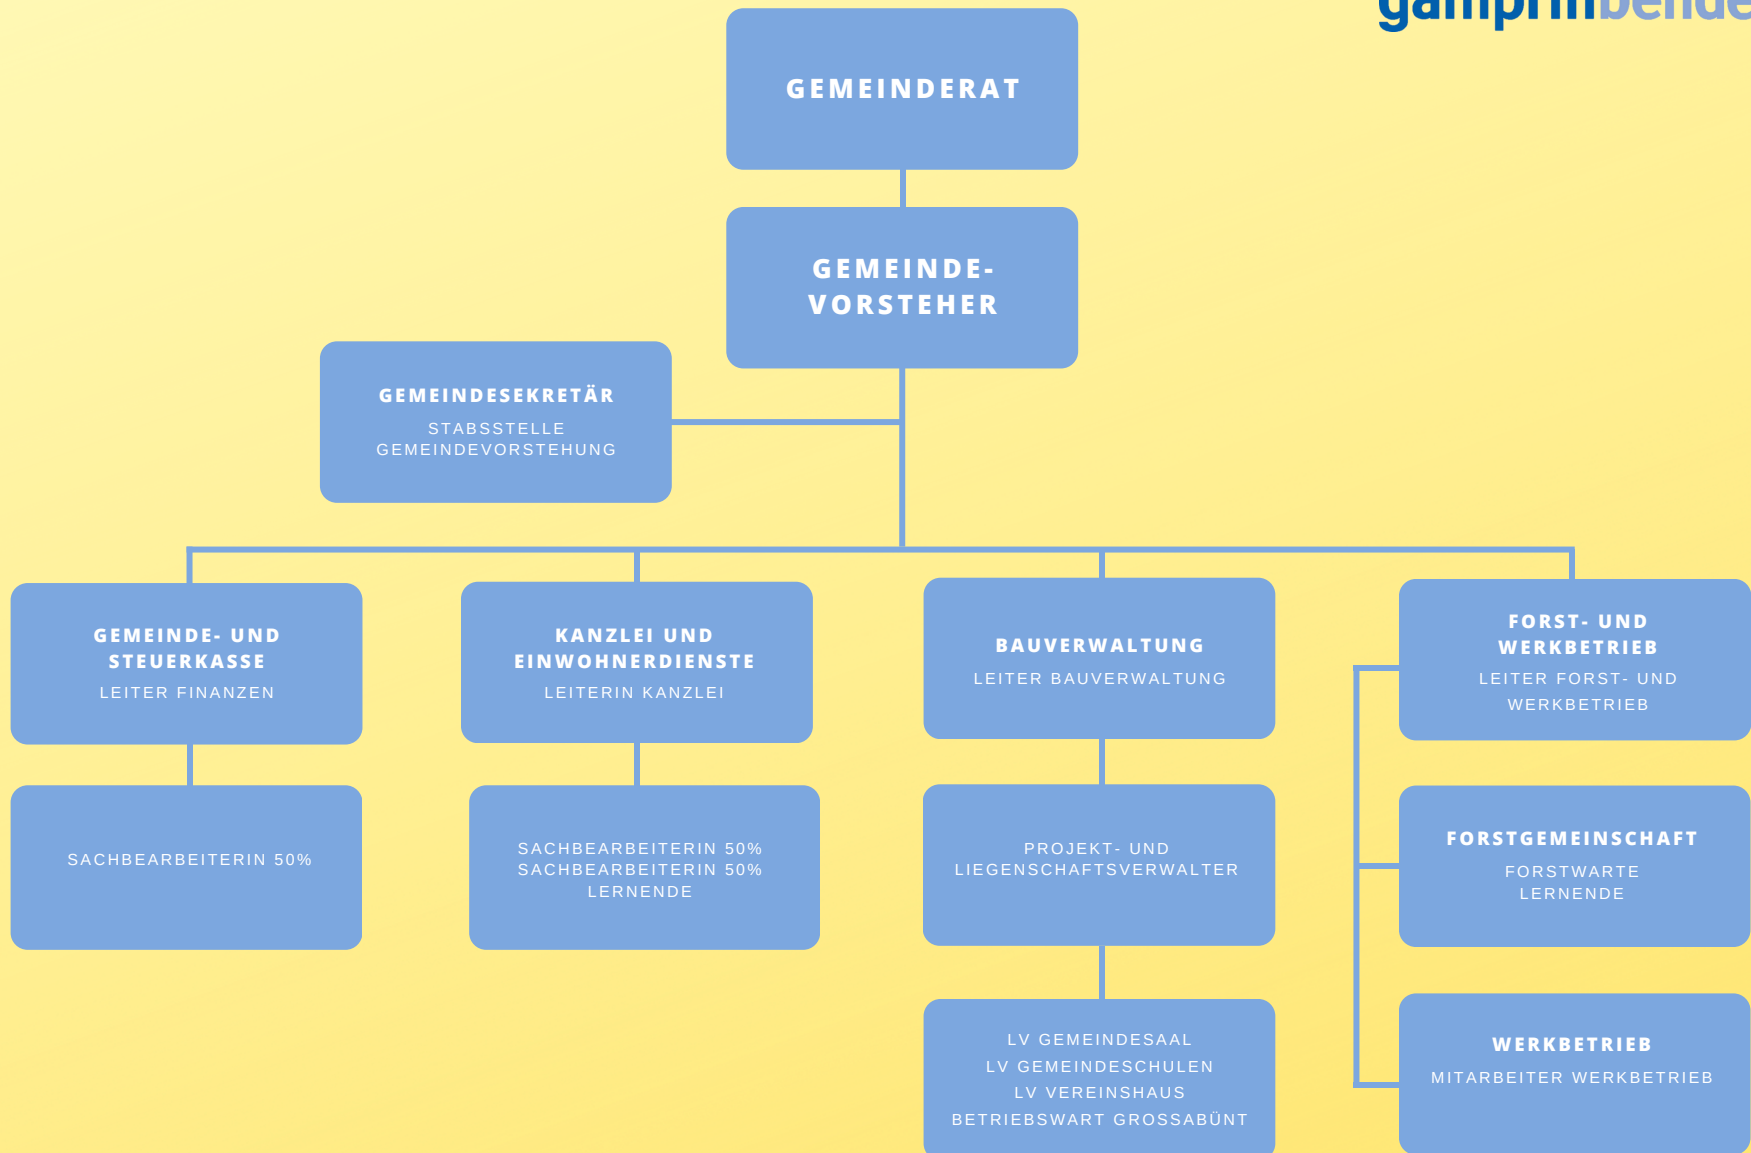 GEMEINDERAT
GEMEINDE-
VORSTEHER
GEMEINDESEKRETÄR
STABSSTELLE
GEMEINDEVORSTEHUNG
GEMEINDE- UND
STEUERKASSE
LEITER FINANZEN
KANZLEI UND
EINWOHNERDIENSTE
LEITERIN KANZLEI
BAUVERWALTUNG
LEITER BAUVERWALTUNG
FORST- UND
WERKBETRIEB
LEITER FORST- UND
WERKBETRIEB
SACHBEARBEITERIN 50%
SACHBEARBEITERIN 50%
SACHBEARBEITERIN 50%
LERNENDE
PROJEKT- UND
LIEGENSCHAFTSVERWALTER
FORSTGEMEINSCHAFT
FORSTWARTE
LERNENDE
LV GEMEINDESAAL
LV GEMEINDESCHULEN
LV VEREINSHAUS
BETRIEBSWART GROSSABÜNT
WERKBETRIEB
MITARBEITER WERKBETRIEB